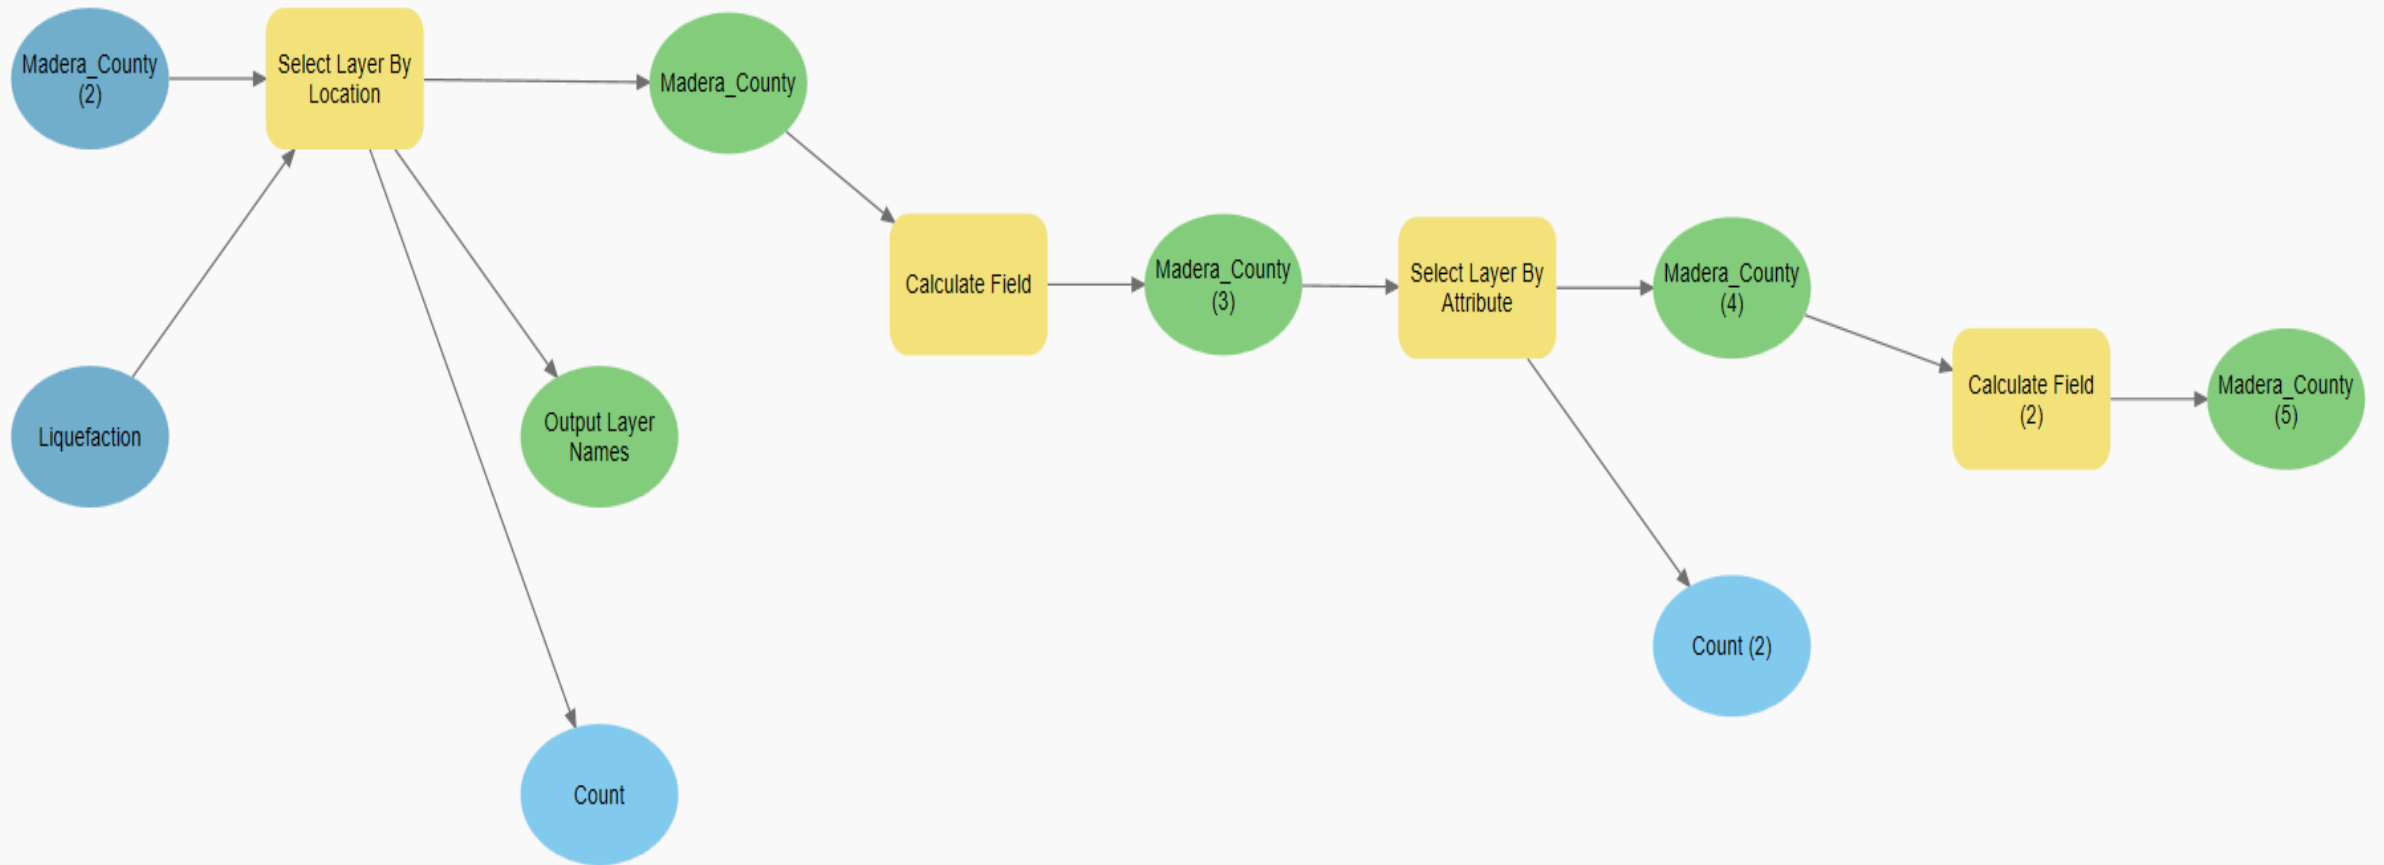 Madera_County
(2)
Select Layer By
Location
Madera_County
Calculate Field
Madera_County
(3)
Select Layer By
Attribute
Madera_County
(4)
Calculate Field
(2)
Madera_County
(5)
Liquefaction
Output Layer
Names
Count (2)
Count